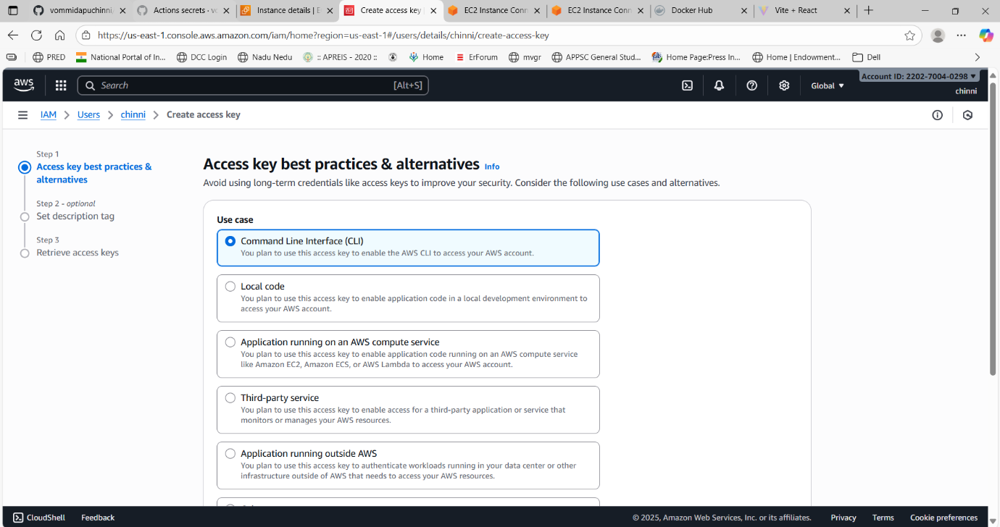 vommidapuchinni
Actions secrets · vo
Instance details | E
Create access key
EC2 Instance Conn
EC2 Instance Conn
Docker Hub
Vite + React
https://us-east-1.console.aws.amazon.com/iam/home?region=us-east-1#/users/details/chinni/create-access-key
PRED
National Portal of In...
DCC Login
Nadu Nedu
:: APREIS - 2020 ::
Home
ErForum
mvgr
APPSC General Stud...
Home Page:Press In...
Home | Endowment...
Dell
aws
Search
[Alt+S]
Global
Account ID: 2202-7004-0298
chinni
IAM
Users
chinni
Create access key
Step 1
Access key best practices &
alternatives
Step 2 - optional
Set description tag
Step 3
Retrieve access keys
Access key best practices & alternatives Info
Avoid using long-term credentials like access keys to improve your security. Consider the following use cases and alternatives.
Use case
Command Line Interface (CLI)
You plan to use this access key to enable the AWS CLI to access your AWS account.
Local code
You plan to use this access key to enable application code in a local development environment to
access your AWS account.
Application running on an AWS compute service
You plan to use this access key to enable application code running on an AWS compute service
like Amazon EC2, Amazon ECS, or AWS Lambda to access your AWS account.
Third-party service
You plan to use this access key to enable access for a third-party application or service that
monitors or manages your AWS resources.
Application running outside AWS
You plan to use this access key to authenticate workloads running in your data center or other
infrastructure outside of AWS that needs to access your AWS resources.
CloudShell
Feedback
© 2025, Amazon Web Services, Inc. or its affiliates.
Privacy
Terms
Cookie preferences